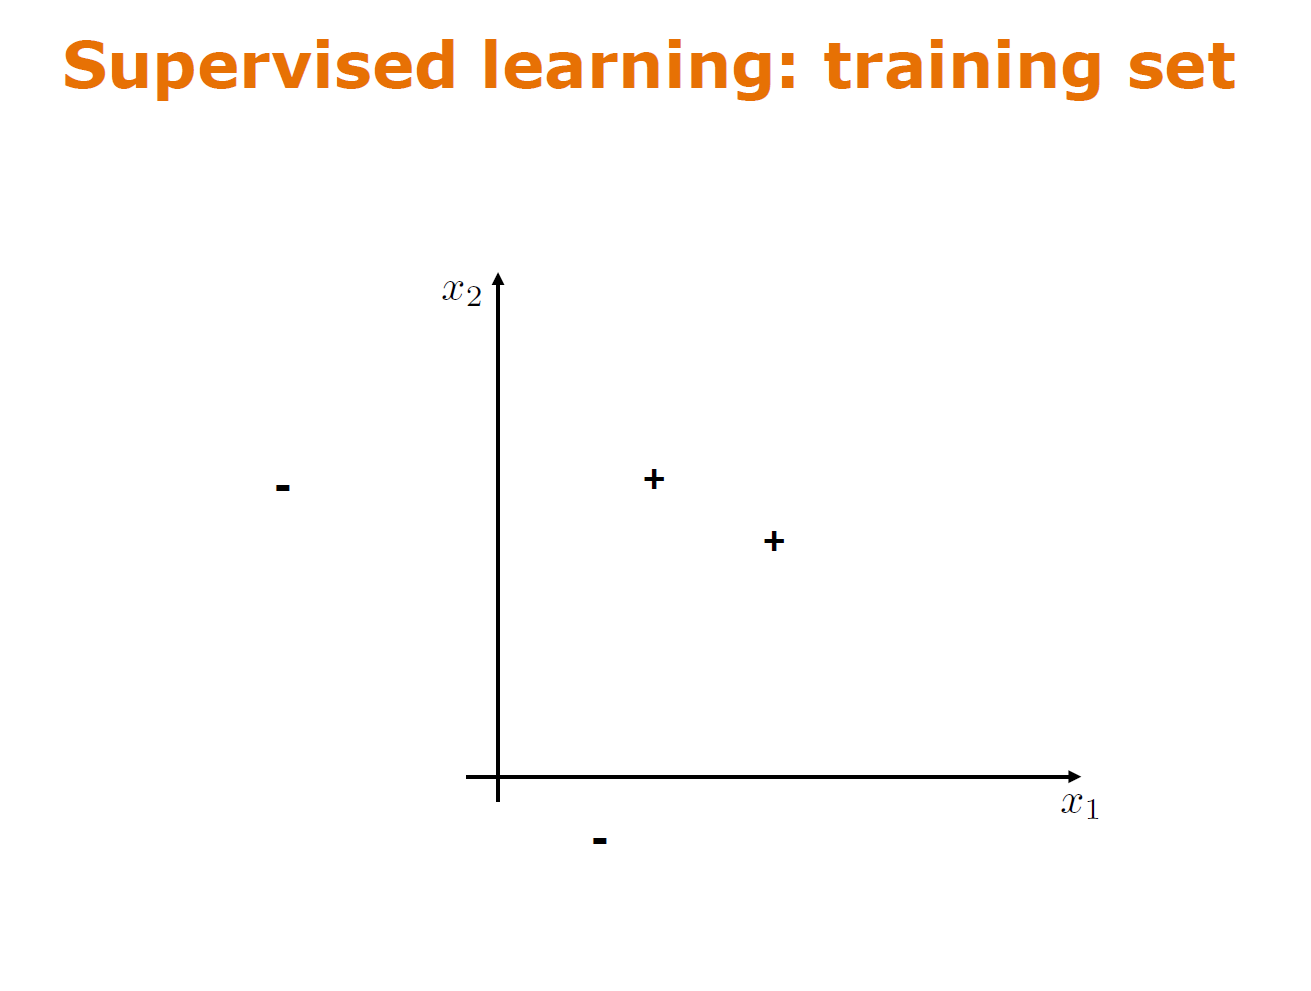 Supervised learning: training set
x₂
-
+
+
x₁
-